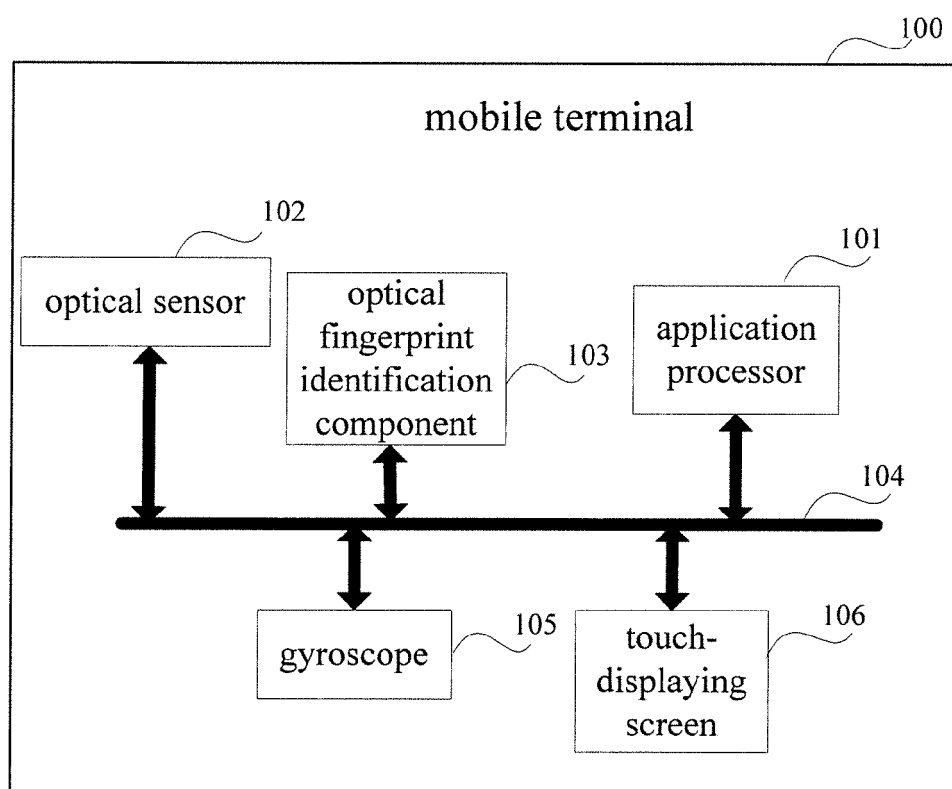 100
mobile terminal
102
optical sensor
optical
fingerprint
identification
component
103
101
application
processor
104
gyroscope
105
touch-
displaying
screen
106